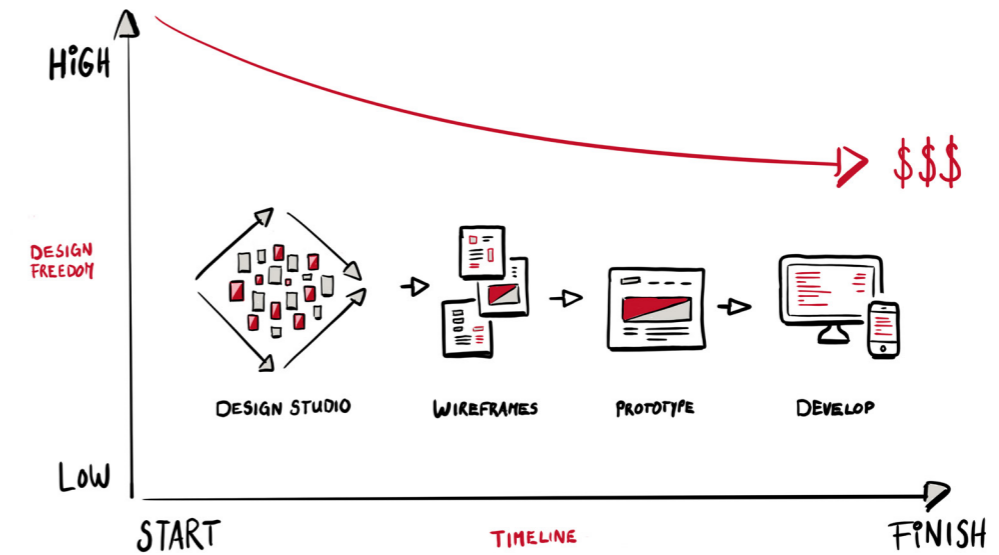 HiGH
$$$
DESIGN
FREEDOM
DESIGN STUDIO
WIREFRAMES
PROTOTYPE
DEVELOP
LOW
START
TIMELINE
FiNISH